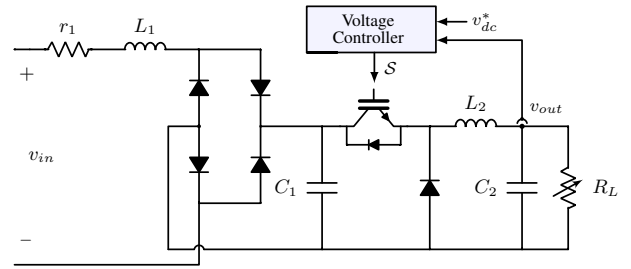 r₁
L₁
Voltage
Controller
v*dc
S
+
vin
−
C₁
L₂
vout
C₂
RL